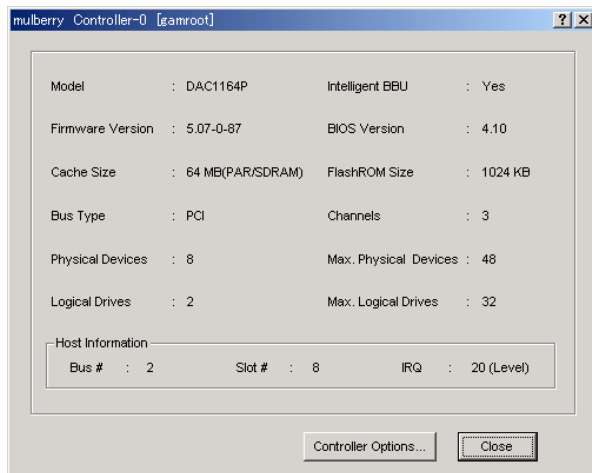 mulberry Controller-0 [gamroot]
Model : DAC1164P Intelligent BBU : Yes
Firmware Version : 5.07-0-87 BIOS Version : 4.10
Cache Size : 64 MB(PAR/SDRAM) FlashROM Size : 1024 KB
Bus Type : PCI Channels : 3
Physical Devices : 8 Max. Physical Devices : 48
Logical Drives : 2 Max. Logical Drives : 32
Host Information
Bus # : 2 Slot # : 8 IRQ : 20 (Level)
Controller Options... Close